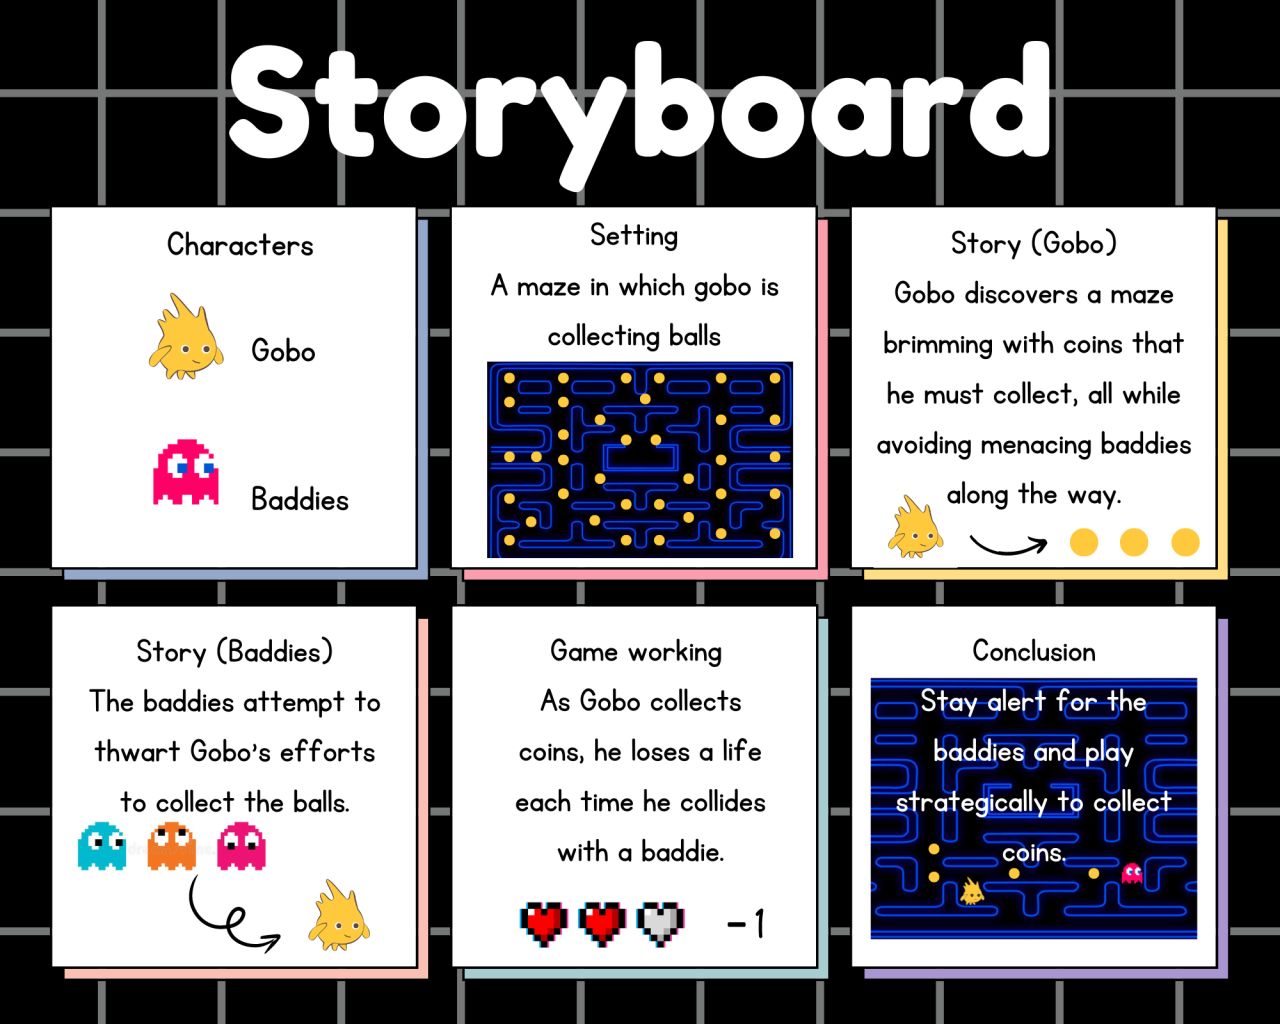 Storyboard
Characters
Gobo
Baddies
Setting
A maze in which gobo is
collecting balls
Story (Gobo)
Gobo discovers a maze
brimming with coins that
he must collect, all while
avoiding menacing baddies
along the way.
Story (Baddies)
The baddies attempt to
thwart Gobo's efforts
to collect the balls.
Game working
As Gobo collects
coins, he loses a life
each time he collides
with a baddie.
-1
Conclusion
Stay alert for the
baddies and play
strategically to collect
coins.